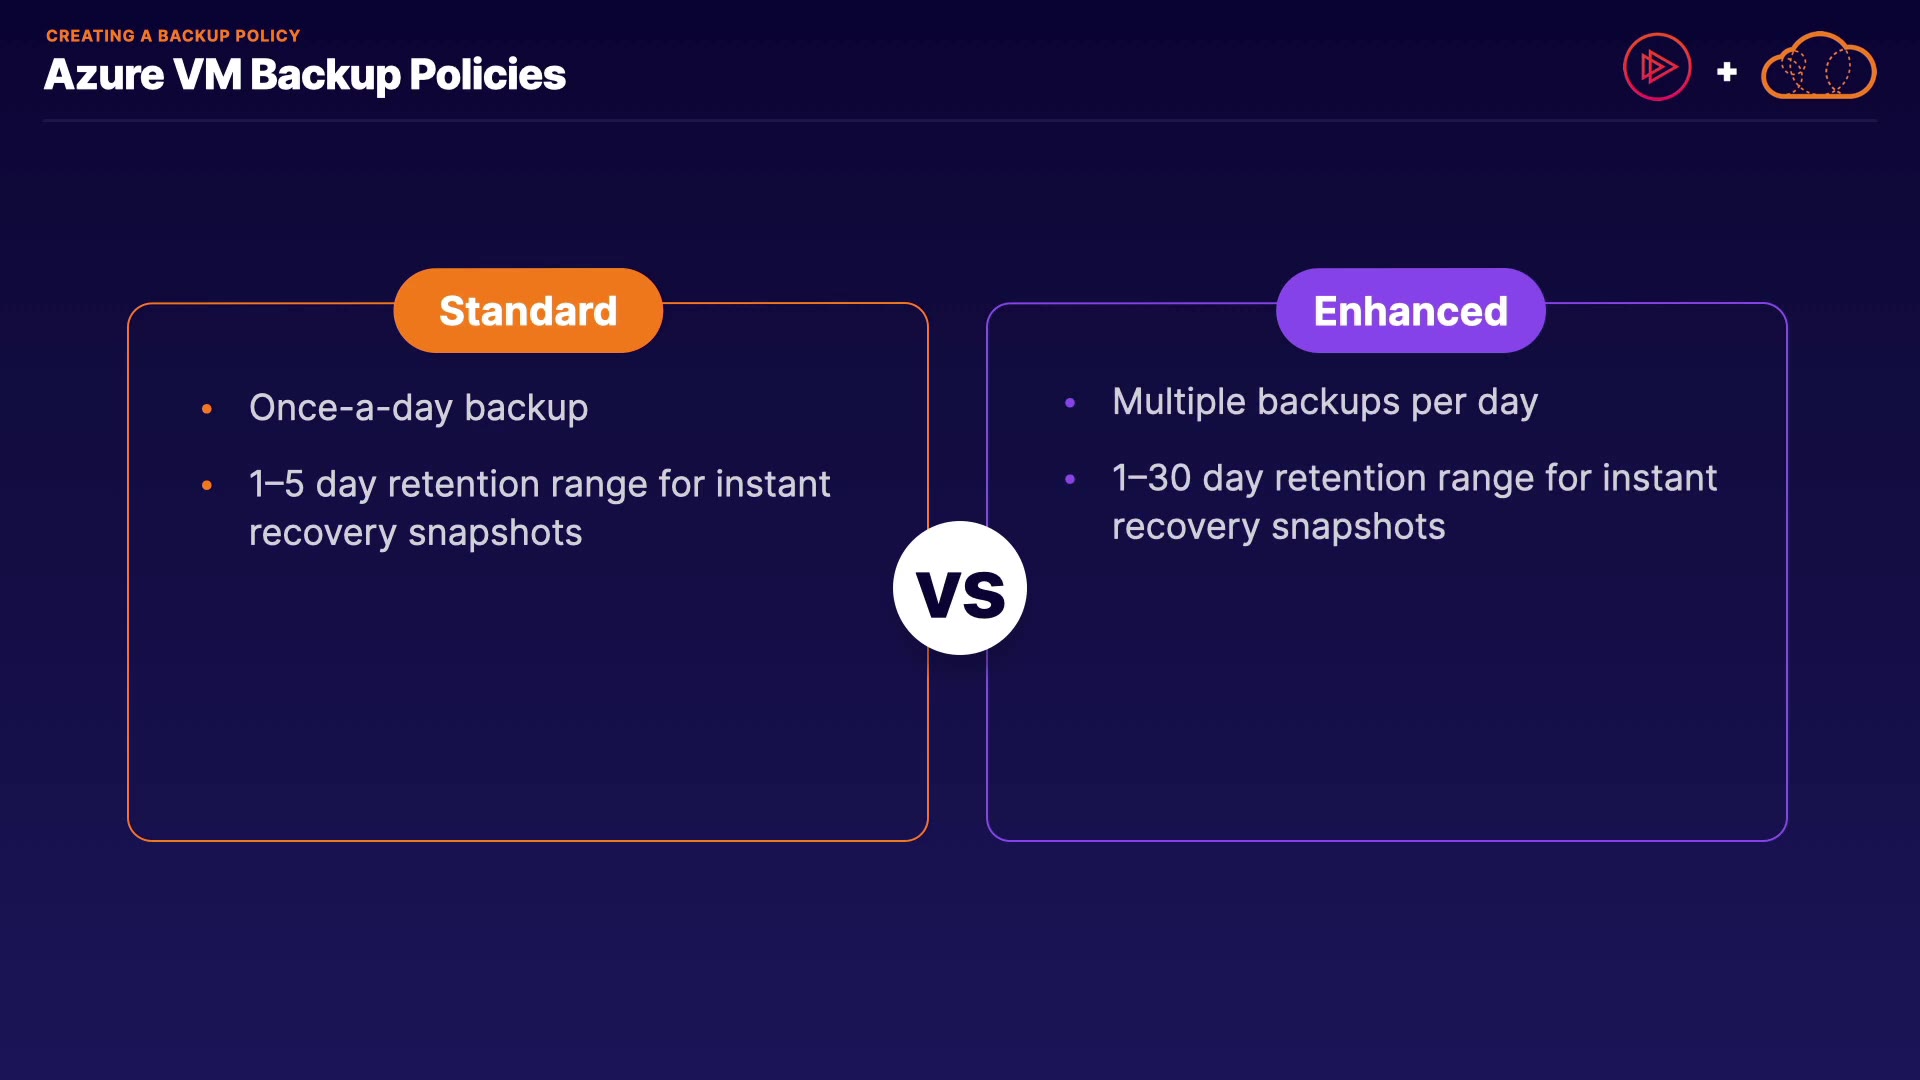 CREATING A BACKUP POLICY
Azure VM Backup Policies
+
Standard
• Once-a-day backup
• 1–5 day retention range for instant
recovery snapshots
vs
Enhanced
• Multiple backups per day
• 1–30 day retention range for instant
recovery snapshots